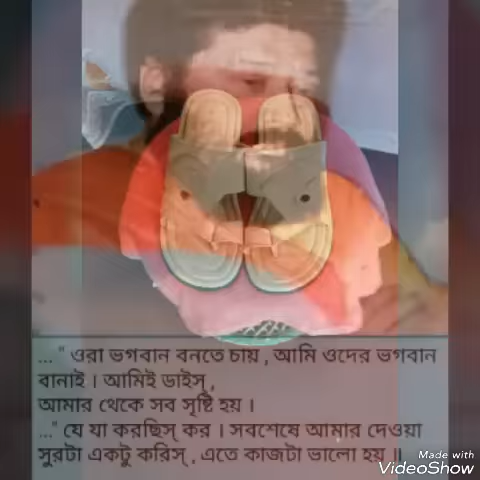 ... " ওরা ভগবান বনতে চায় , আমি ওদের ভগবান
বানাই । আমিই ডাইস্ ,
আমার থেকে সব সৃষ্টি হয় ।
..." যে যা করছিস্ কর । সবশেষে আমার দেওয়া
সুরটা একটু করিস্ , এতে কাজটা ভালো হয় ॥
Made with
VideoShow